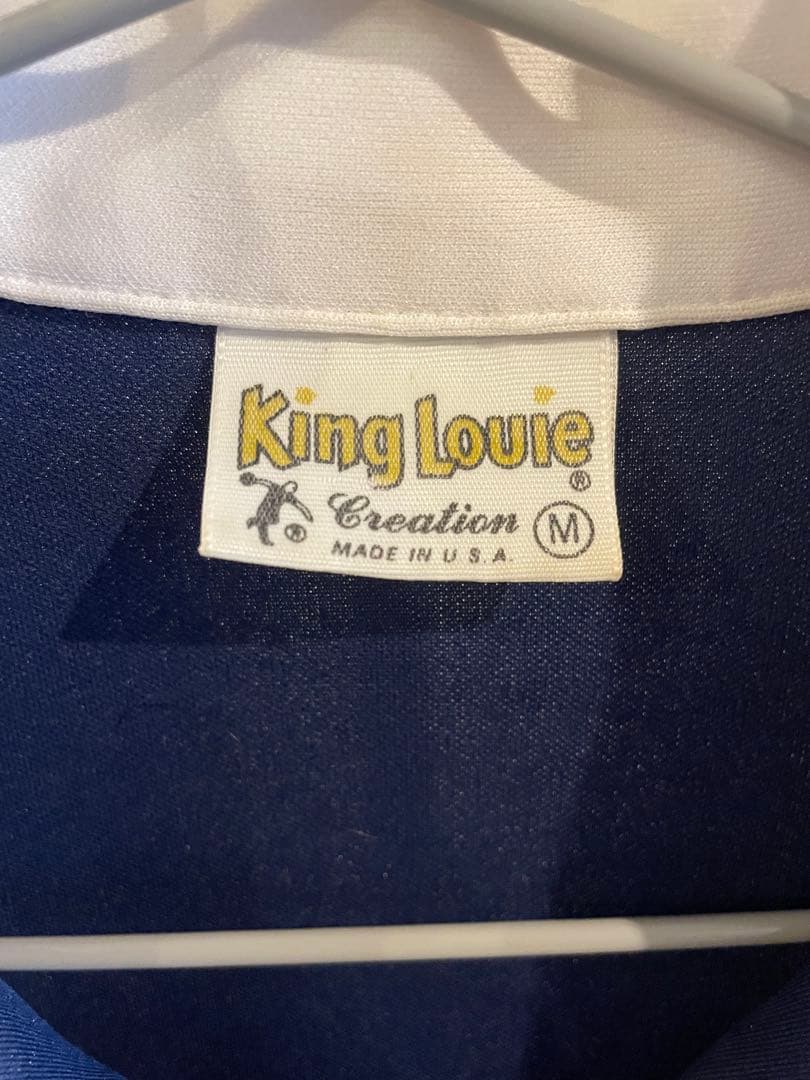 King Louie ®
® Creation M
MADE IN U.S.A.